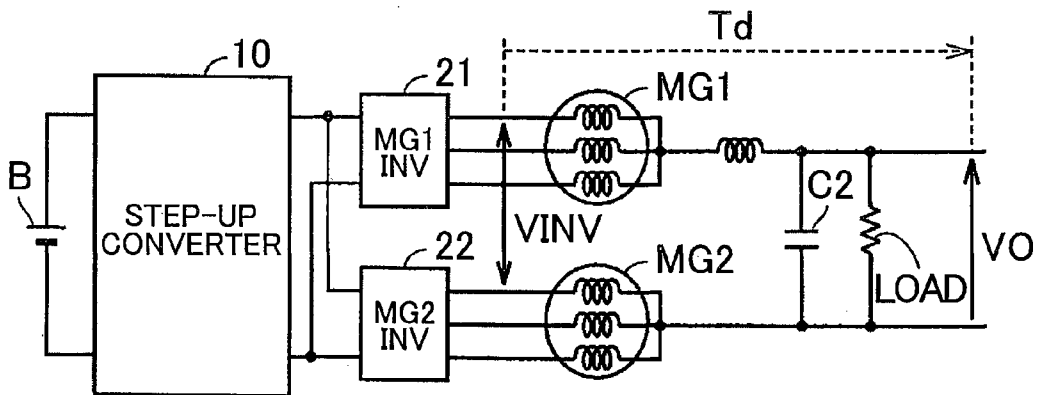 Td
10
21
MG1
MG1
INV
B
STEP-UP
CONVERTER
VINV
C2
22
MG2
LOAD
VO
MG2
INV